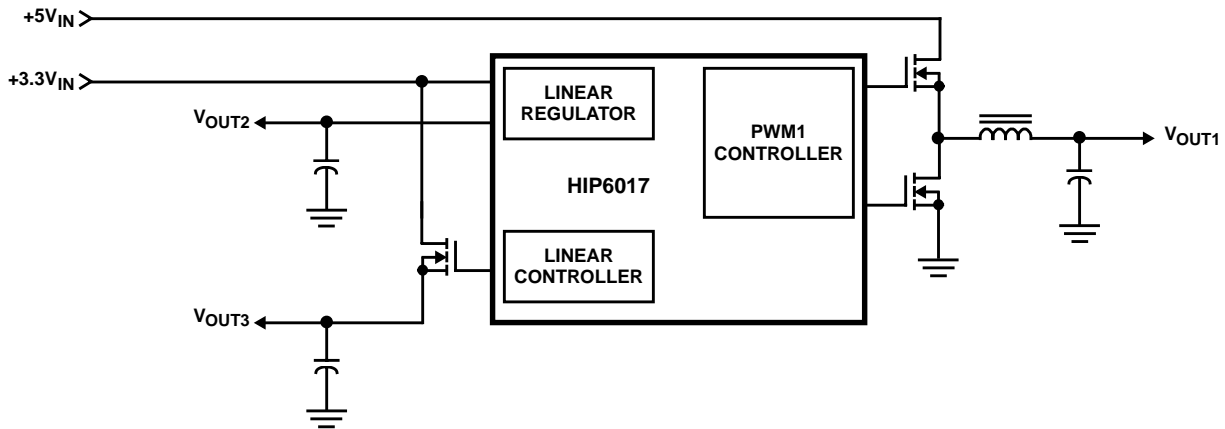 +5VIN
+3.3VIN
LINEAR
REGULATOR
VOUT2
PWM1
CONTROLLER
VOUT1
HIP6017
LINEAR
CONTROLLER
VOUT3